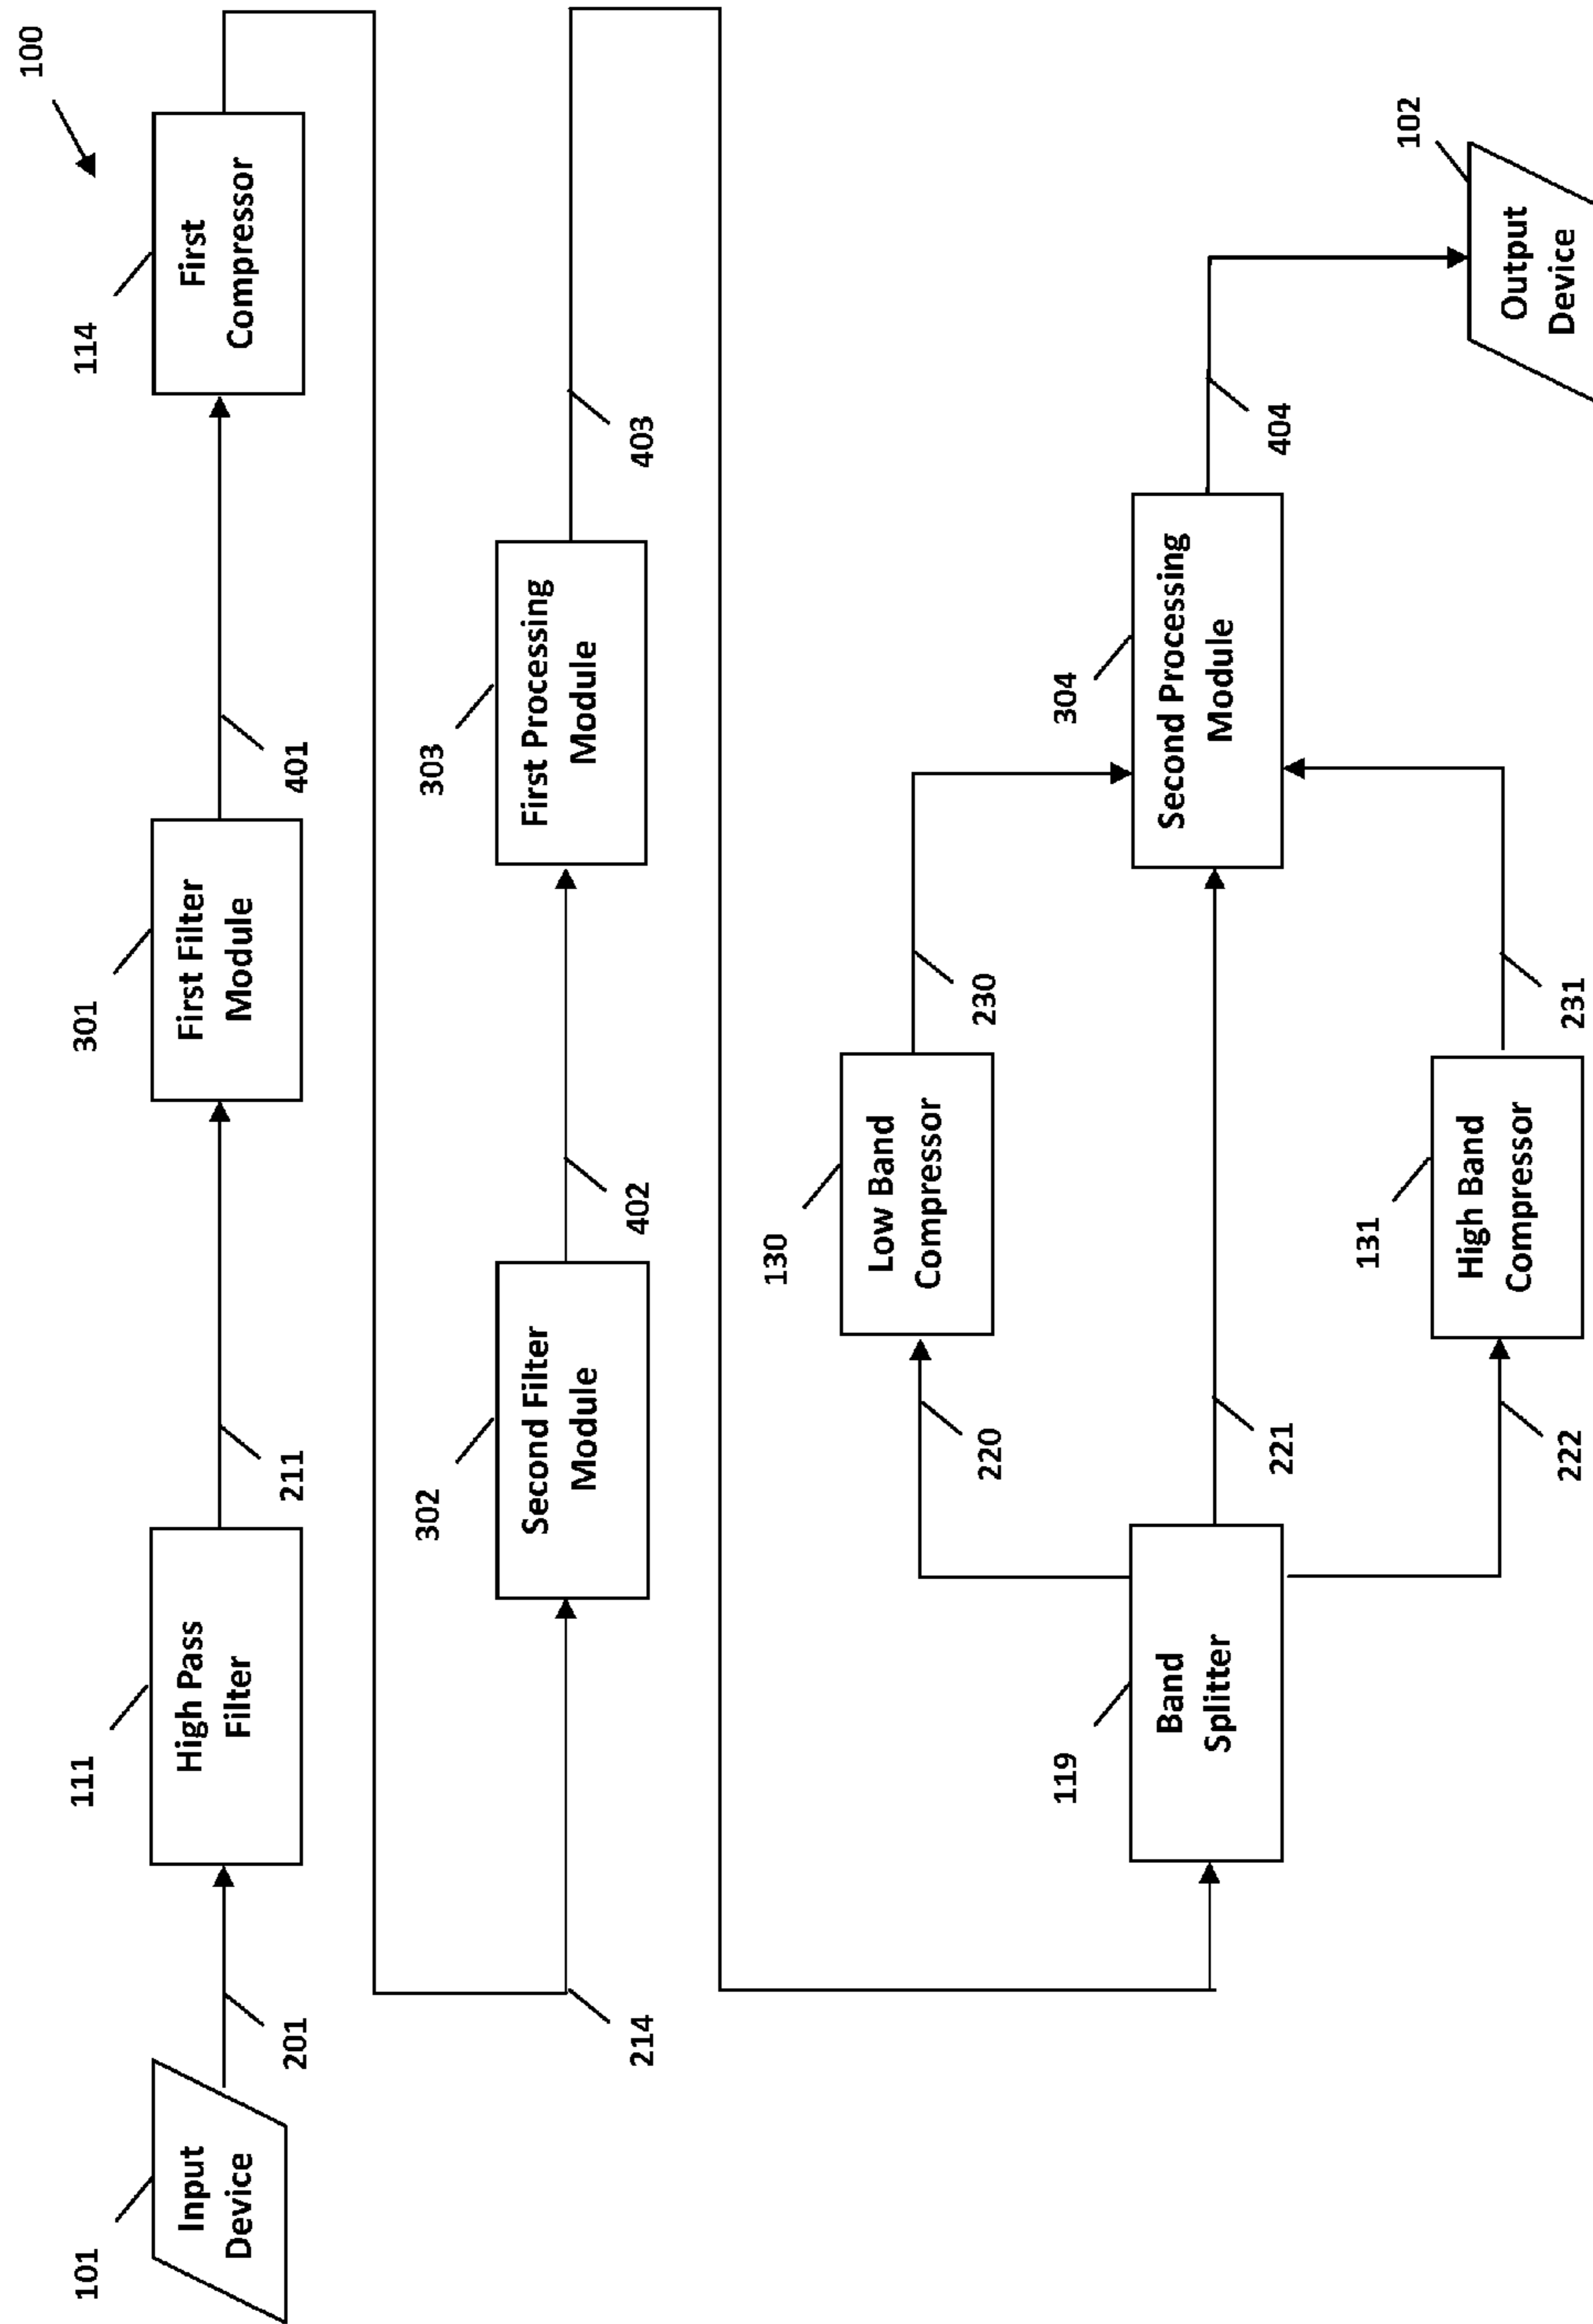 100
101
Input
Device
201
111
High Pass
Filter
211
301
First Filter
Module
401
114
First
Compressor
214
302
Second Filter
Module
402
303
First Processing
Module
403
119
Band
Splitter
220
221
222
130
Low Band
Compressor
230
131
High Band
Compressor
231
304
Second Processing
Module
404
102
Output
Device